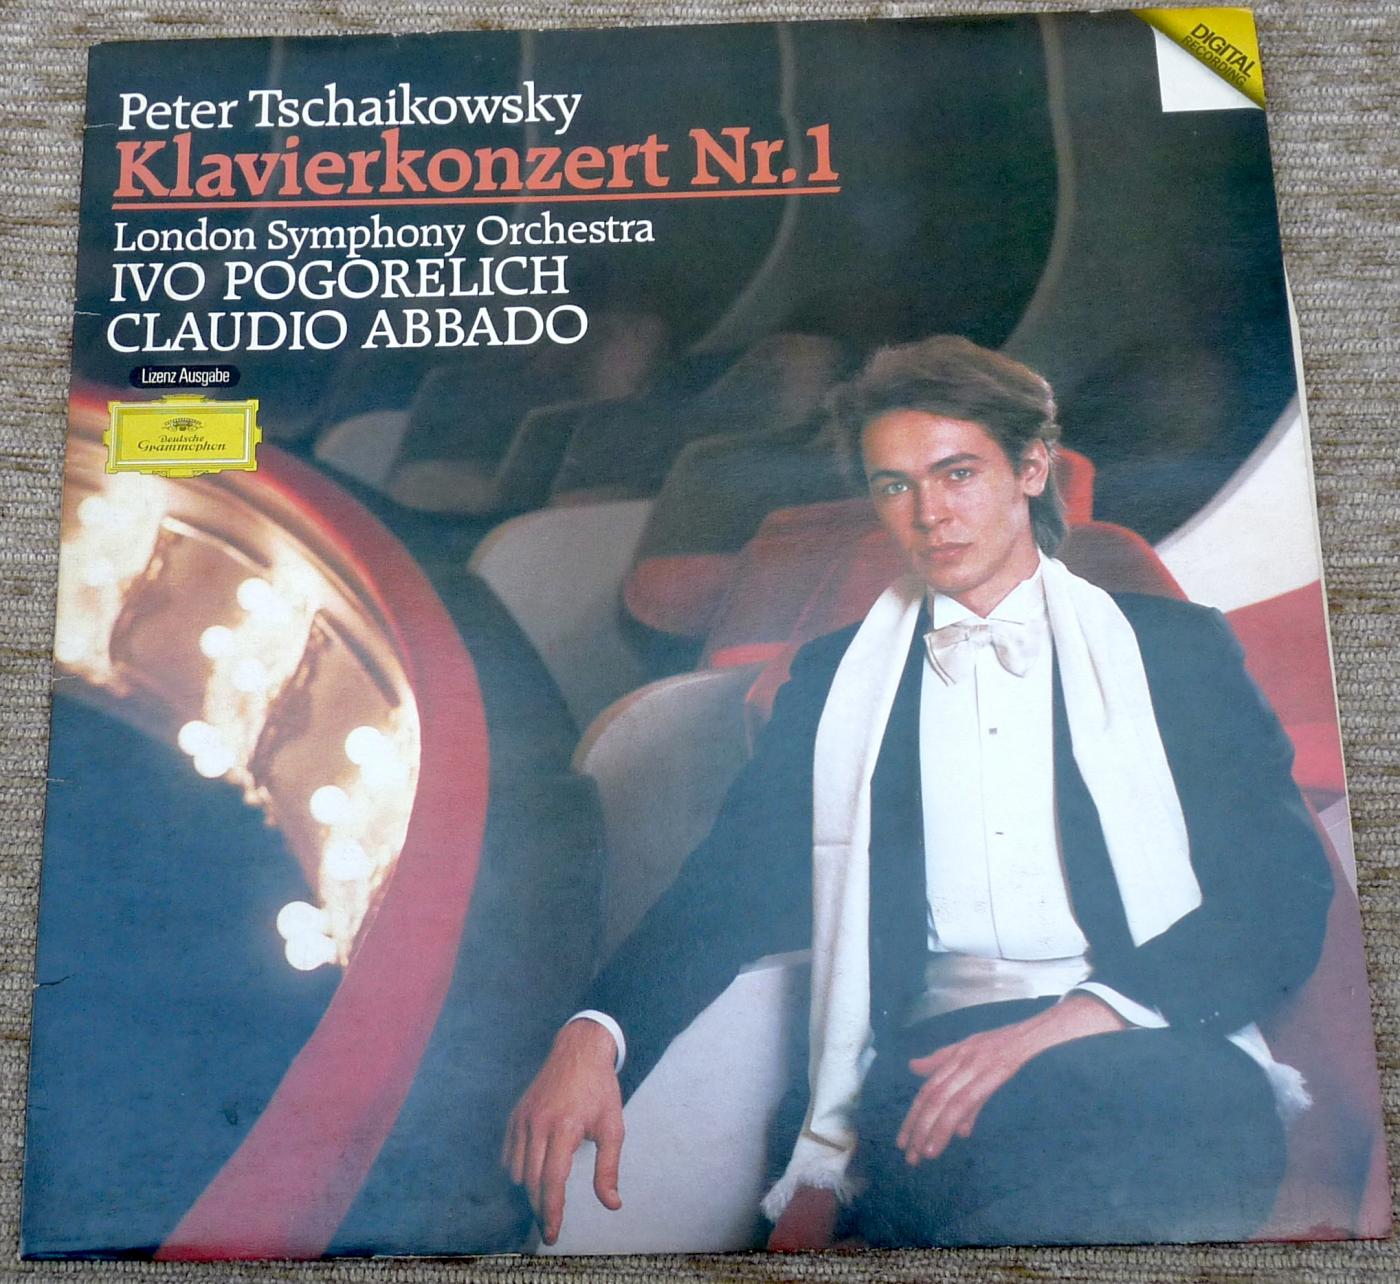 DIGITAL
RECORDING
Peter Tschaikowsky
Klavierkonzert Nr.1
London Symphony Orchestra
IVO POGORELICH
CLAUDIO ABBADO
Lizenz Ausgabe
Deutsche
Grammophon